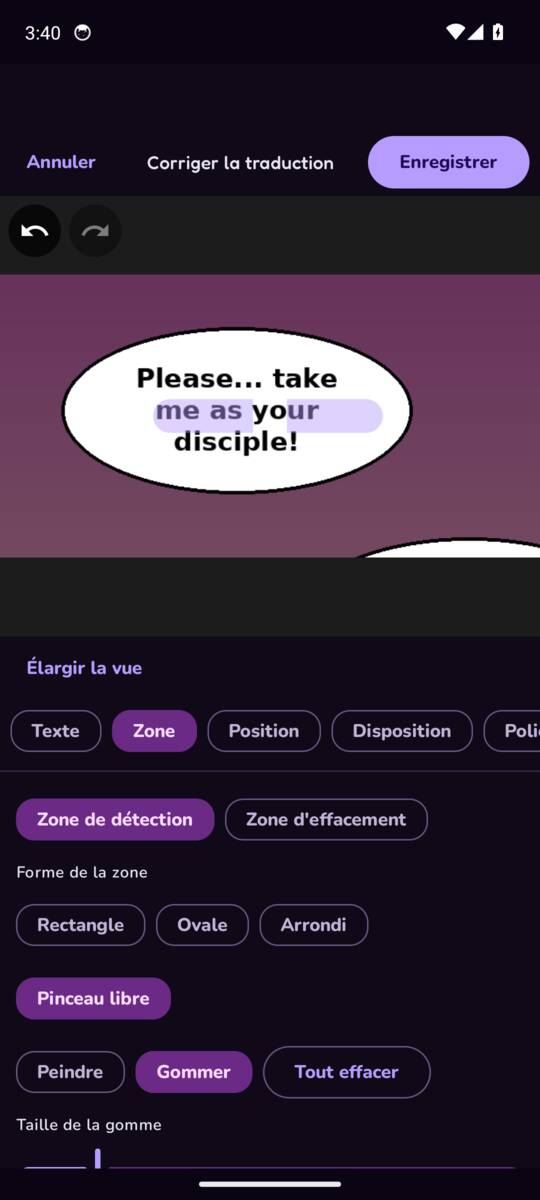 3:40
Annuler
Corriger la traduction
Enregistrer
Please... take
me as your
disciple!
Élargir la vue
Texte
Zone
Position
Disposition
Zone de détection
Zone d'effacement
Forme de la zone
Rectangle
Ovale
Arrondi
Pinceau libre
Peindre
Gommer
Tout effacer
Taille de la gomme